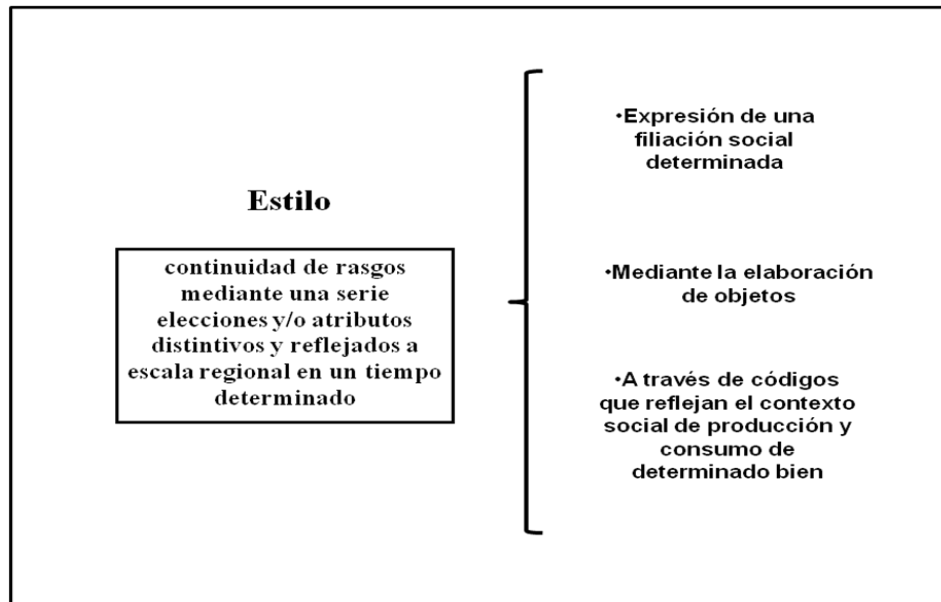 Estilo
continuidad de rasgos
mediante una serie
elecciones y/o atributos
distintivos y reflejados a
escala regional en un tiempo
determinado
•Expresión de una
filiación social
determinada
•Mediante la elaboración
de objetos
•A través de códigos
que reflejan el contexto
social de producción y
consumo de
determinado bien